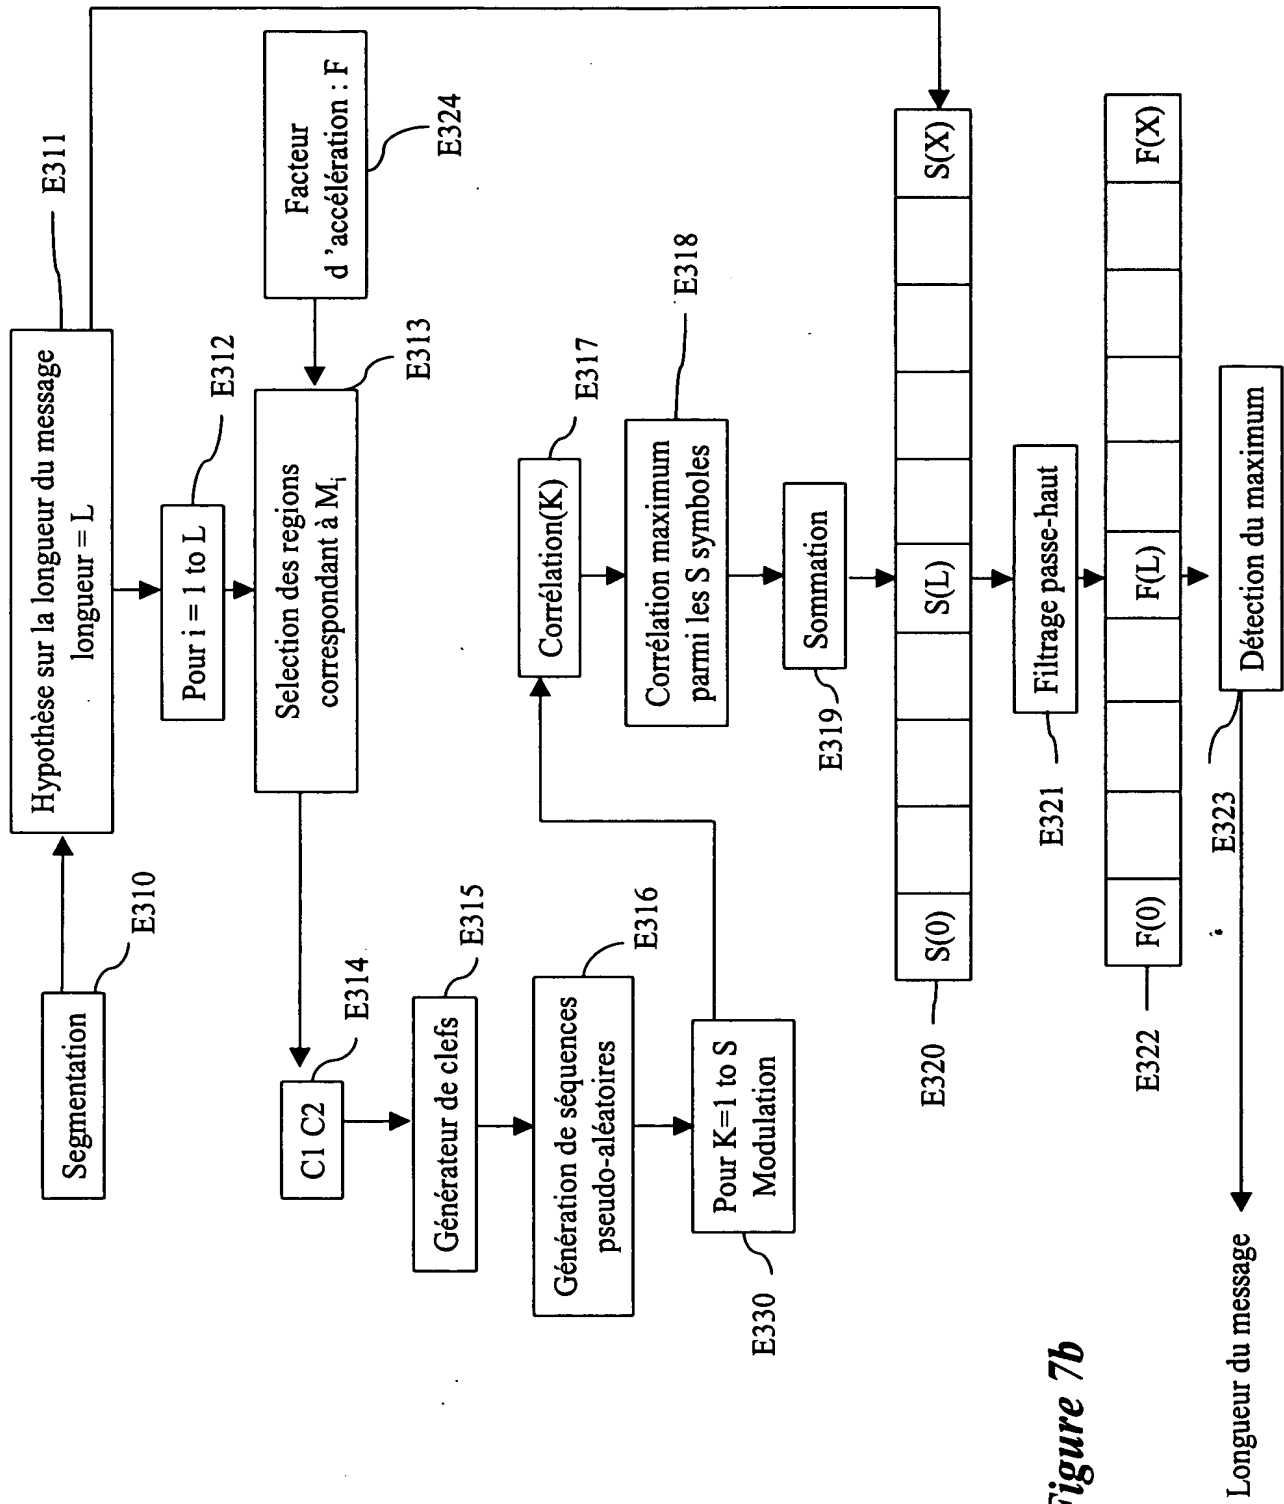 Segmentation
E310
Hypothèse sur la longueur du message
longueur = L
E311
Pour i = 1 to L
E312
Facteur
d'accélération : F
E324
Selection des regions
correspondant à Mi
E313
C1 C2
E314
Générateur de clefs
E315
Génération de séquences
pseudo-aléatoires
E316
Pour K=1 to S
Modulation
E330
Corrélation(K)
E317
Corrélation maximum
parmi les S symboles
E318
Sommation
E319
S(0)
S(L)
S(X)
E320
Filtrage passe-haut
E321
F(0)
F(L)
F(X)
E322
Détection du maximum
E323
Longueur du message
Figure 7b